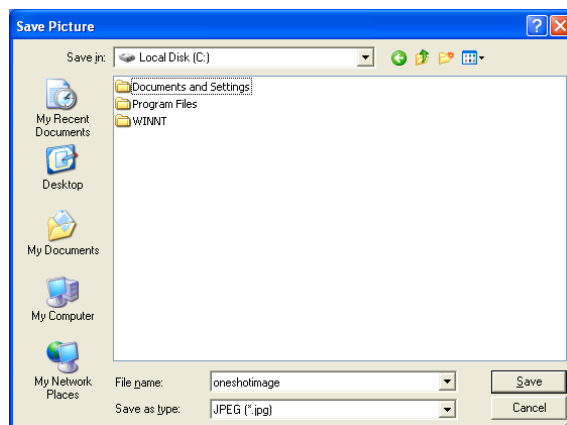 Save Picture
Save in: Local Disk (C:)
Documents and Settings
Program Files
WINNT
My Recent
Documents
Desktop
My Documents
My Computer
My Network
Places
File name: oneshotimage Save
Save as type: JPEG (*.jpg) Cancel